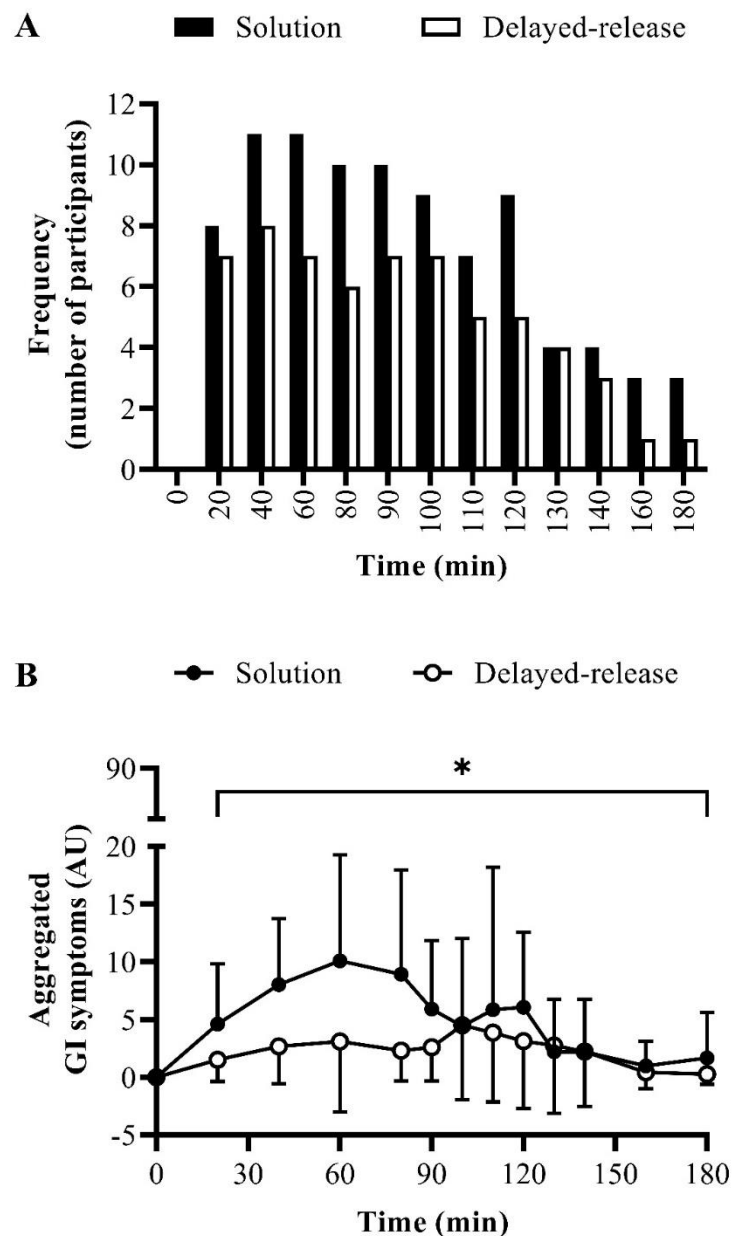 A
Solution Delayed-release
12
10
8
6
4
2
0
Frequency
(number of participants)
0 20 40 60 80 90 100 110 120 130 140 160 180
Time (min)
B
Solution Delayed-release
*
90
20
15
10
5
0
-5
Aggregated
GI symptoms (AU)
0 30 60 90 120 150 180
Time (min)